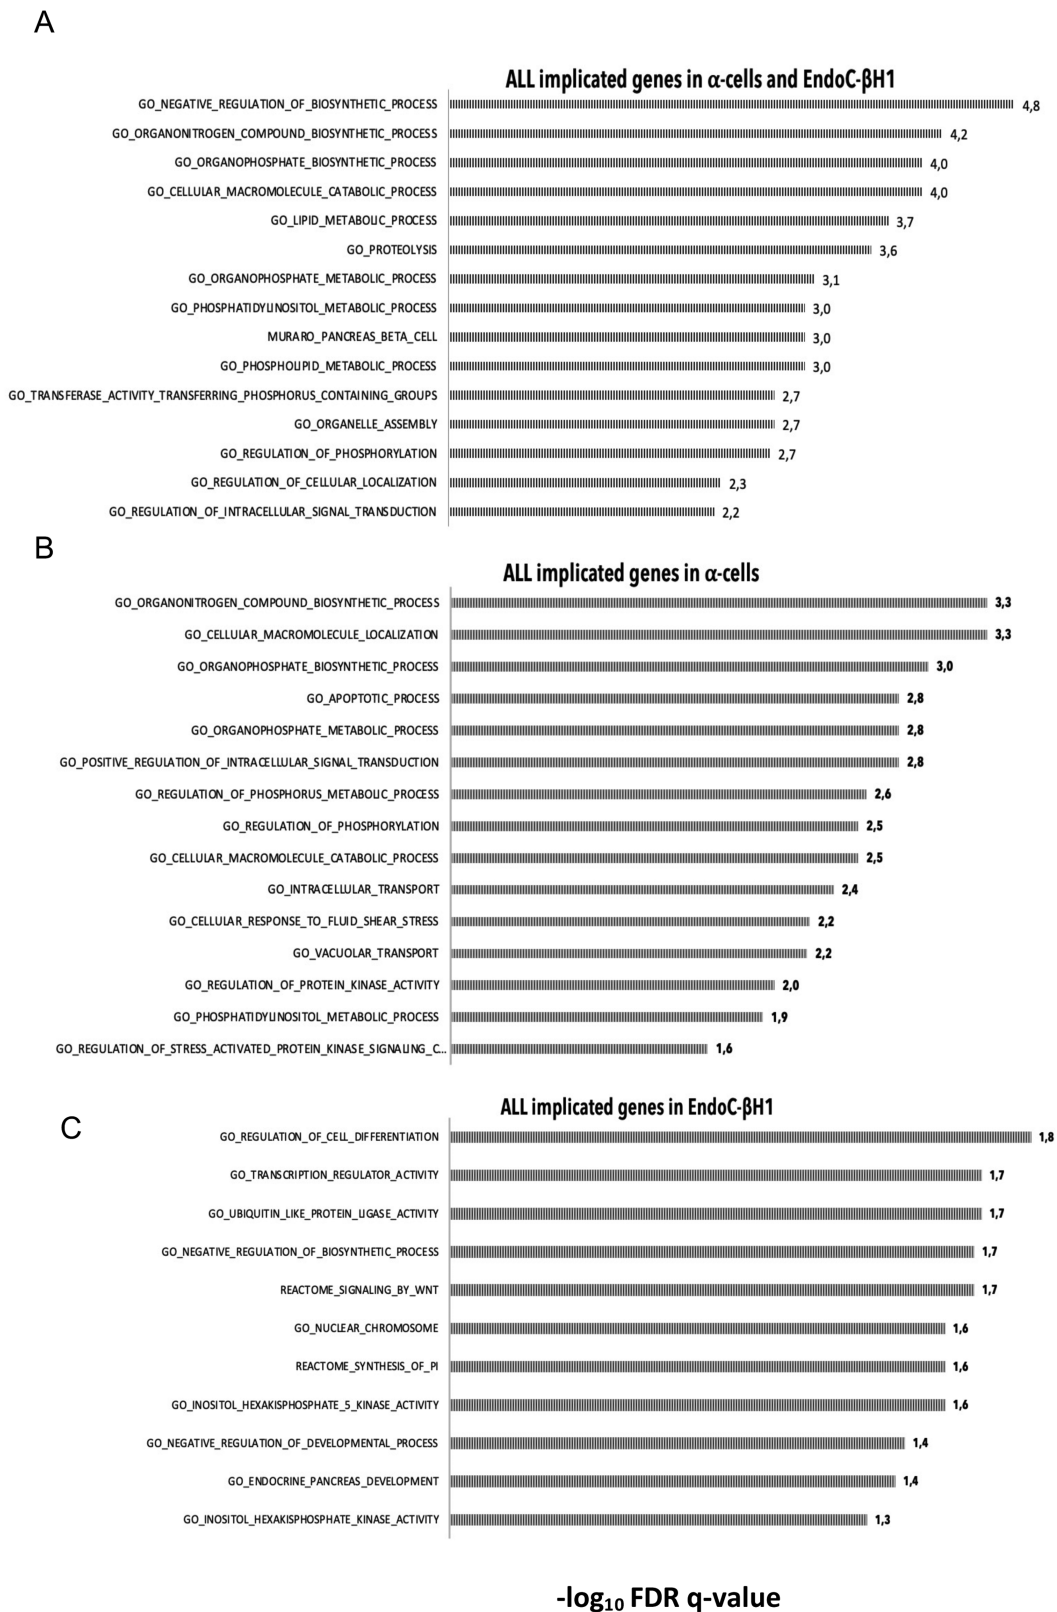 A
ALL implicated genes in α-cells and EndoC-βH1
GO_NEGATIVE_REGULATION_OF_BIOSYNTHETIC_PROCESS 4,8
GO_ORGANONITROGEN_COMPOUND_BIOSYNTHETIC_PROCESS 4,2
GO_ORGANOPHOSPHATE_BIOSYNTHETIC_PROCESS 4,0
GO_CELLULAR_MACROMOLECULE_CATABOLIC_PROCESS 4,0
GO_LIPID_METABOLIC_PROCESS 3,7
GO_PROTEOLYSIS 3,6
GO_ORGANOPHOSPHATE_METABOLIC_PROCESS 3,1
GO_PHOSPHATIDYLINOSITOL_METABOLIC_PROCESS 3,0
MURARO_PANCREAS_BETA_CELL 3,0
GO_PHOSPHOLIPID_METABOLIC_PROCESS 3,0
GO_TRANSFERASE_ACTIVITY_TRANSFERRING_PHOSPHORUS_CONTAINING_GROUPS 2,7
GO_ORGANELLE_ASSEMBLY 2,7
GO_REGULATION_OF_PHOSPHORYLATION 2,7
GO_REGULATION_OF_CELLULAR_LOCALIZATION 2,3
GO_REGULATION_OF_INTRACELLULAR_SIGNAL_TRANSDUCTION 2,2
B
ALL implicated genes in α-cells
GO_ORGANONITROGEN_COMPOUND_BIOSYNTHETIC_PROCESS 3,3
GO_CELLULAR_MACROMOLECULE_LOCALIZATION 3,3
GO_ORGANOPHOSPHATE_BIOSYNTHETIC_PROCESS 3,0
GO_APOPTOTIC_PROCESS 2,8
GO_ORGANOPHOSPHATE_METABOLIC_PROCESS 2,8
GO_POSITIVE_REGULATION_OF_INTRACELLULAR_SIGNAL_TRANSDUCTION 2,8
GO_REGULATION_OF_PHOSPHORUS_METABOLIC_PROCESS 2,6
GO_REGULATION_OF_PHOSPHORYLATION 2,5
GO_CELLULAR_MACROMOLECULE_CATABOLIC_PROCESS 2,5
GO_INTRACELLULAR_TRANSPORT 2,4
GO_CELLULAR_RESPONSE_TO_FLUID_SHEAR_STRESS 2,2
GO_VACUOLAR_TRANSPORT 2,2
GO_REGULATION_OF_PROTEIN_KINASE_ACTIVITY 2,0
GO_PHOSPHATIDYLINOSITOL_METABOLIC_PROCESS 1,9
GO_REGULATION_OF_STRESS_ACTIVATED_PROTEIN_KINASE_SIGNALING_C... 1,6
C
ALL implicated genes in EndoC-βH1
GO_REGULATION_OF_CELL_DIFFERENTIATION 1,8
GO_TRANSCRIPTION_REGULATOR_ACTIVITY 1,7
GO_UBIQUITIN_LIKE_PROTEIN_LIGASE_ACTIVITY 1,7
GO_NEGATIVE_REGULATION_OF_BIOSYNTHETIC_PROCESS 1,7
REACTOME_SIGNALING_BY_WNT 1,7
GO_NUCLEAR_CHROMOSOME 1,6
REACTOME_SYNTHESIS_OF_PI 1,6
GO_INOSITOL_HEXAKISPHOSPHATE_5_KINASE_ACTIVITY 1,6
GO_NEGATIVE_REGULATION_OF_DEVELOPMENTAL_PROCESS 1,4
GO_ENDOCRINE_PANCREAS_DEVELOPMENT 1,4
GO_INOSITOL_HEXAKISPHOSPHATE_KINASE_ACTIVITY 1,3
-log₁₀ FDR q-value